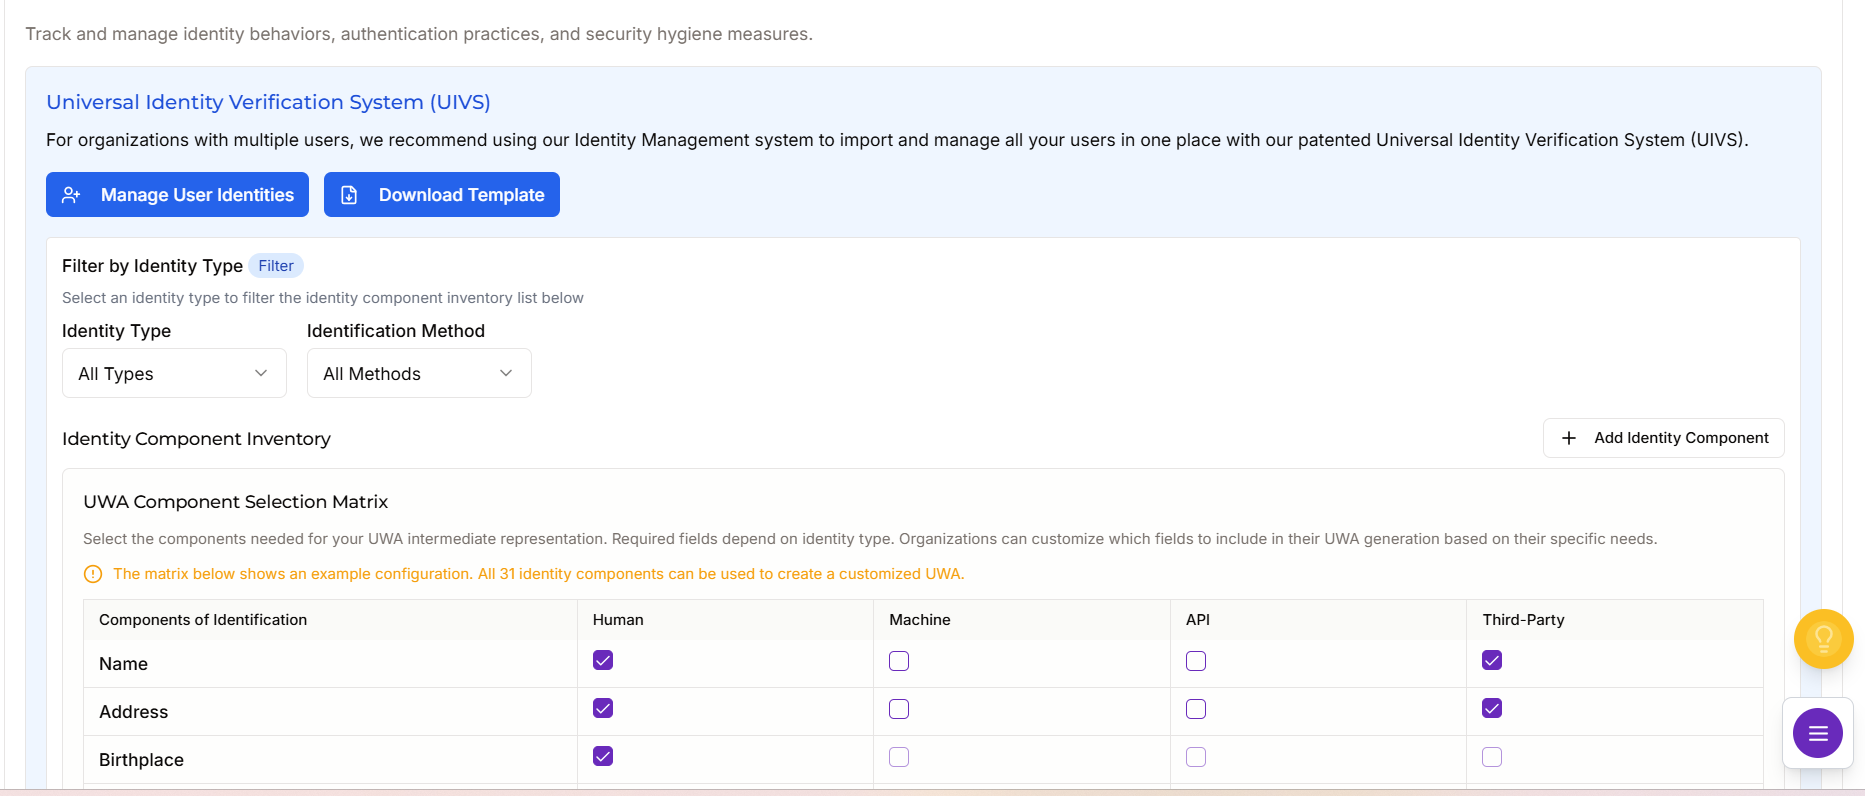 Track and manage identity behaviors, authentication practices, and security hygiene measures.
Universal Identity Verification System (UIVS)
For organizations with multiple users, we recommend using our Identity Management system to import and manage all your users in one place with our patented Universal Identity Verification System (UIVS).
Manage User Identities Download Template
Filter by Identity Type Filter
Select an identity type to filter the identity component inventory list below
Identity Type Identification Method
All Types All Methods
Identity Component Inventory Add Identity Component
UWA Component Selection Matrix
Select the components needed for your UWA intermediate representation. Required fields depend on identity type. Organizations can customize which fields to include in their UWA generation based on their specific needs.
The matrix below shows an example configuration. All 31 identity components can be used to create a customized UWA.
Components of Identification Human Machine API Third-Party
Name
Address
Birthplace